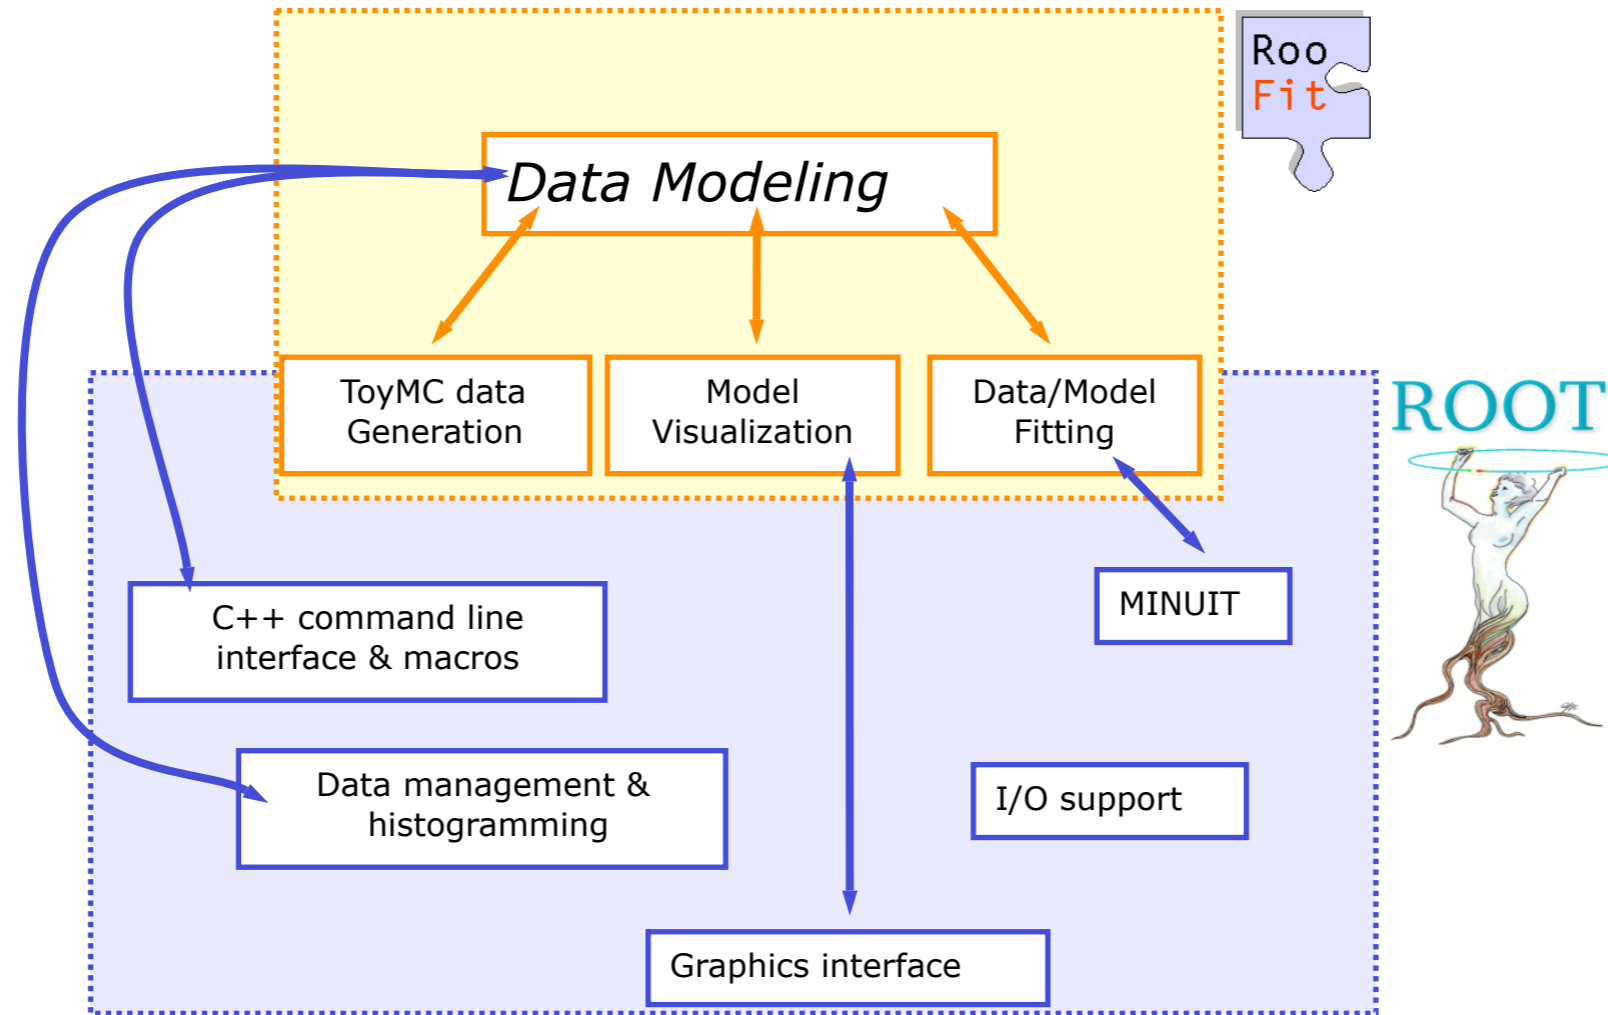 Roo
Fit
Data Modeling
ToyMC data
Generation
Model
Visualization
Data/Model
Fitting
ROOT
C++ command line
interface & macros
MINUIT
Data management &
histogramming
I/O support
Graphics interface